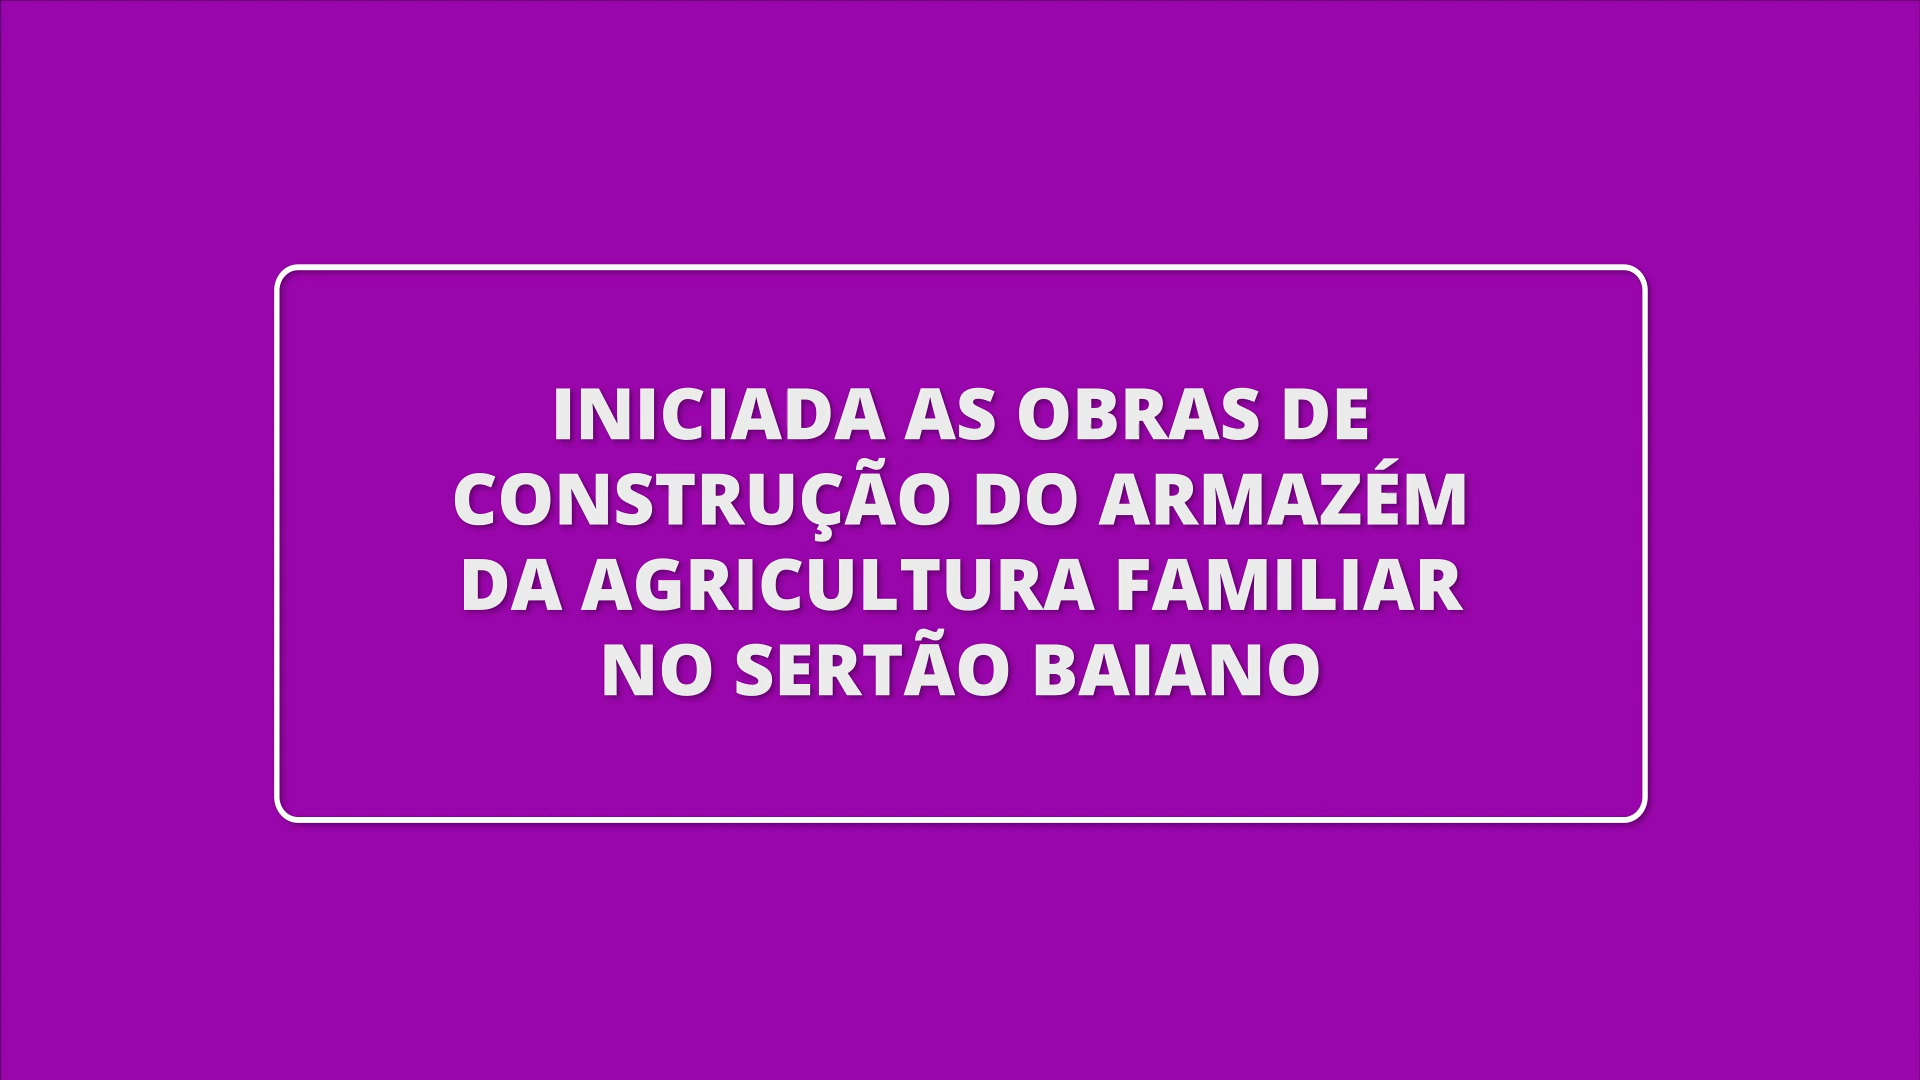 INICIADA AS OBRAS DE
CONSTRUÇÃO DO ARMAZÉM
DA AGRICULTURA FAMILIAR
NO SERTÃO BAIANO